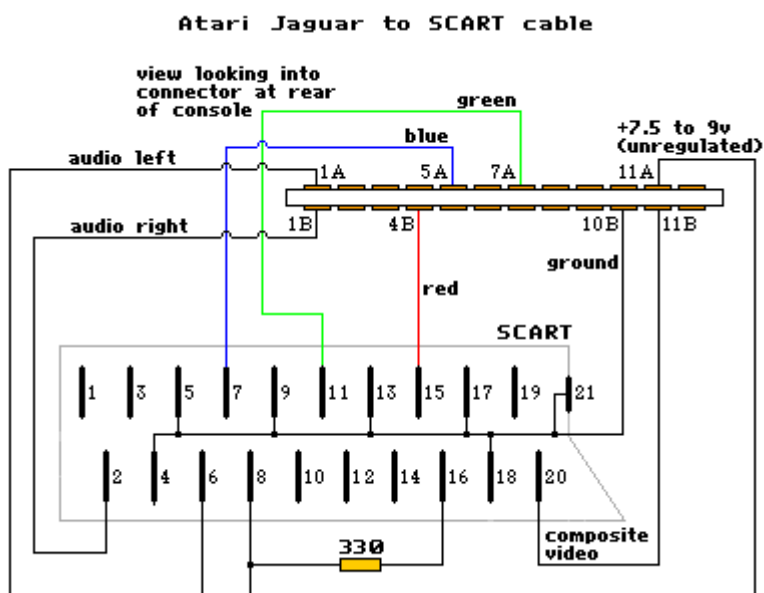 Atari Jaguar to SCART cable
view looking into
connector at rear
of console
green
blue
+7.5 to 9v
(unregulated)
audio left
1A 5A 7A 11A
audio right
1B 4B 10B 11B
ground
red
SCART
1 3 5 7 9 11 13 15 17 19 21
2 4 6 8 10 12 14 16 18 20
330
composite
video